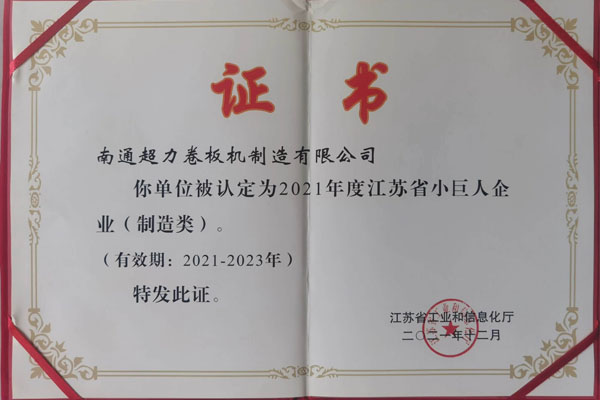 证书
南通超力卷板机制造有限公司
你单位被认定为2021年度江苏省小巨人企
业（制造类）。
（有效期：2021-2023年）
特发此证。
江苏省工业和信息化厅
二〇二一年十二月